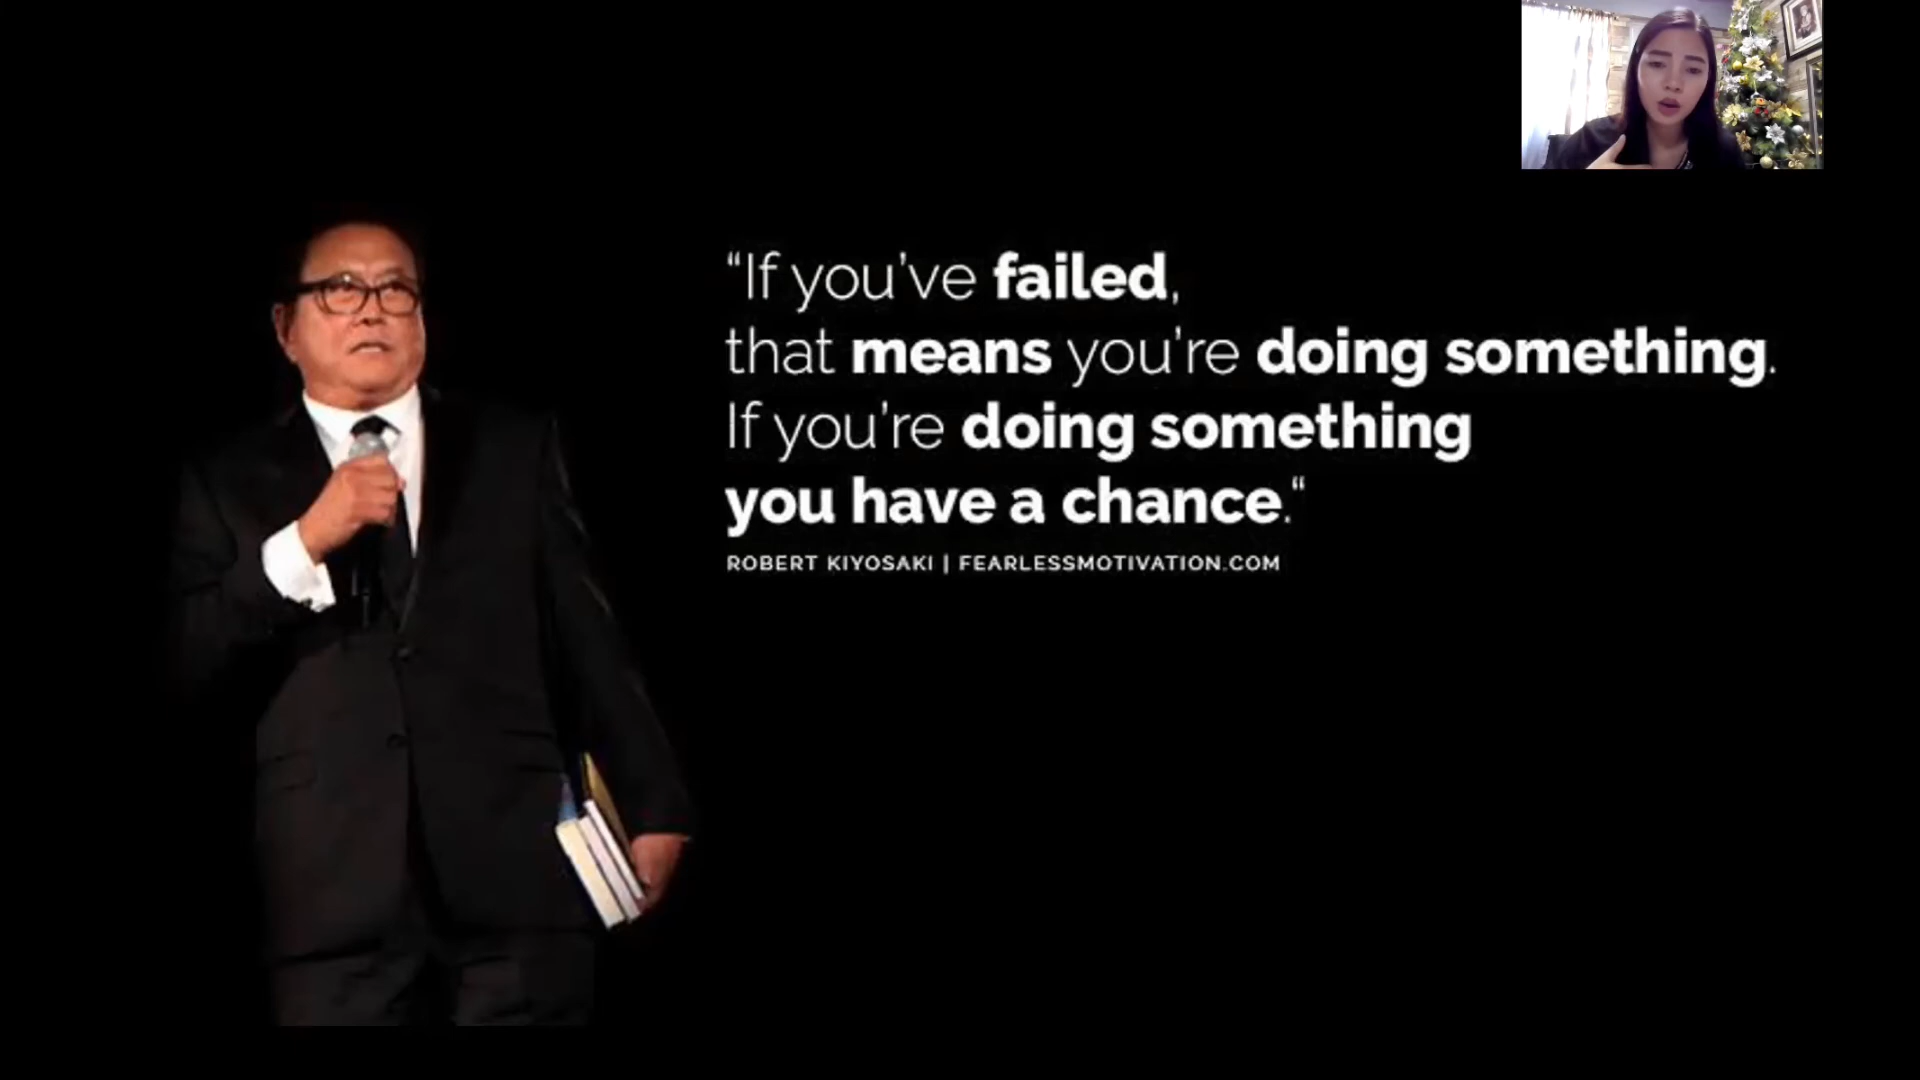 “If you’ve failed,
that means you’re doing something.
If you’re doing something
you have a chance.“
ROBERT KIYOSAKI | FEARLESSMOTIVATION.COM